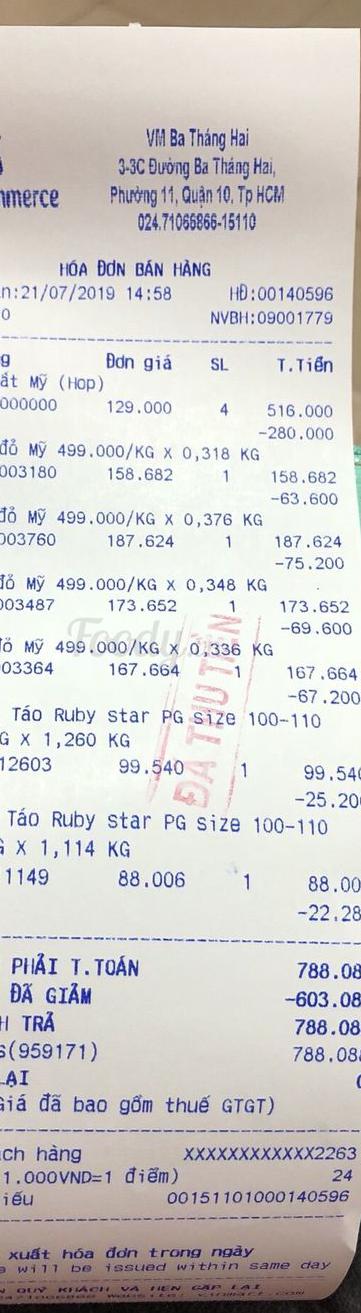 VM Ba Tháng Hai
3-3C Đường Ba Tháng Hai,
mmerce Phường 11, Quận 10, Tp HCM
024.71066866-15110
HÓA ĐƠN BÁN HÀNG
n:21/07/2019 14:58 HĐ:00140596
0 NVBH:09001779
g Đơn giá SL T.Tiền
ất Mỹ (Hop)
000000 129.000 4 516.000
-280.000
đỏ Mỹ 499.000/KG X 0,318 KG
003180 158.682 1 158.682
-63.600
đỏ Mỹ 499.000/KG X 0,376 KG
003760 187.624 1 187.624
-75.200
đỏ Mỹ 499.000/KG X 0,348 KG
003487 173.652 1 173.652
-69.600
đỏ Mỹ 499.000/KG X 0,336 KG
03364 167.664 1 167.664
-67.200
Foody
ĐÃ THU TIỀN
Táo Ruby star PG size 100-110
G X 1,260 KG
12603 99.540 1 99.540
-25.20
Táo Ruby star PG size 100-110
G X 1,114 KG
1149 88.006 1 88.00
-22.28
PHẢI T.TOÁN 788.08
ĐÃ GIẢM -603.08
H TRẢ 788.08
S(959171) 788.08
LẠI
Giá đã bao gồm thuế GTGT)
ch hàng XXXXXXXXXXXX2263
1.000VND=1 điểm) 24
iếu 00151101000140596
xuất hóa đơn trong ngày
e will be issued within same day
N QUÝ KHÁCH VÀ HẸN GẶP LẠI